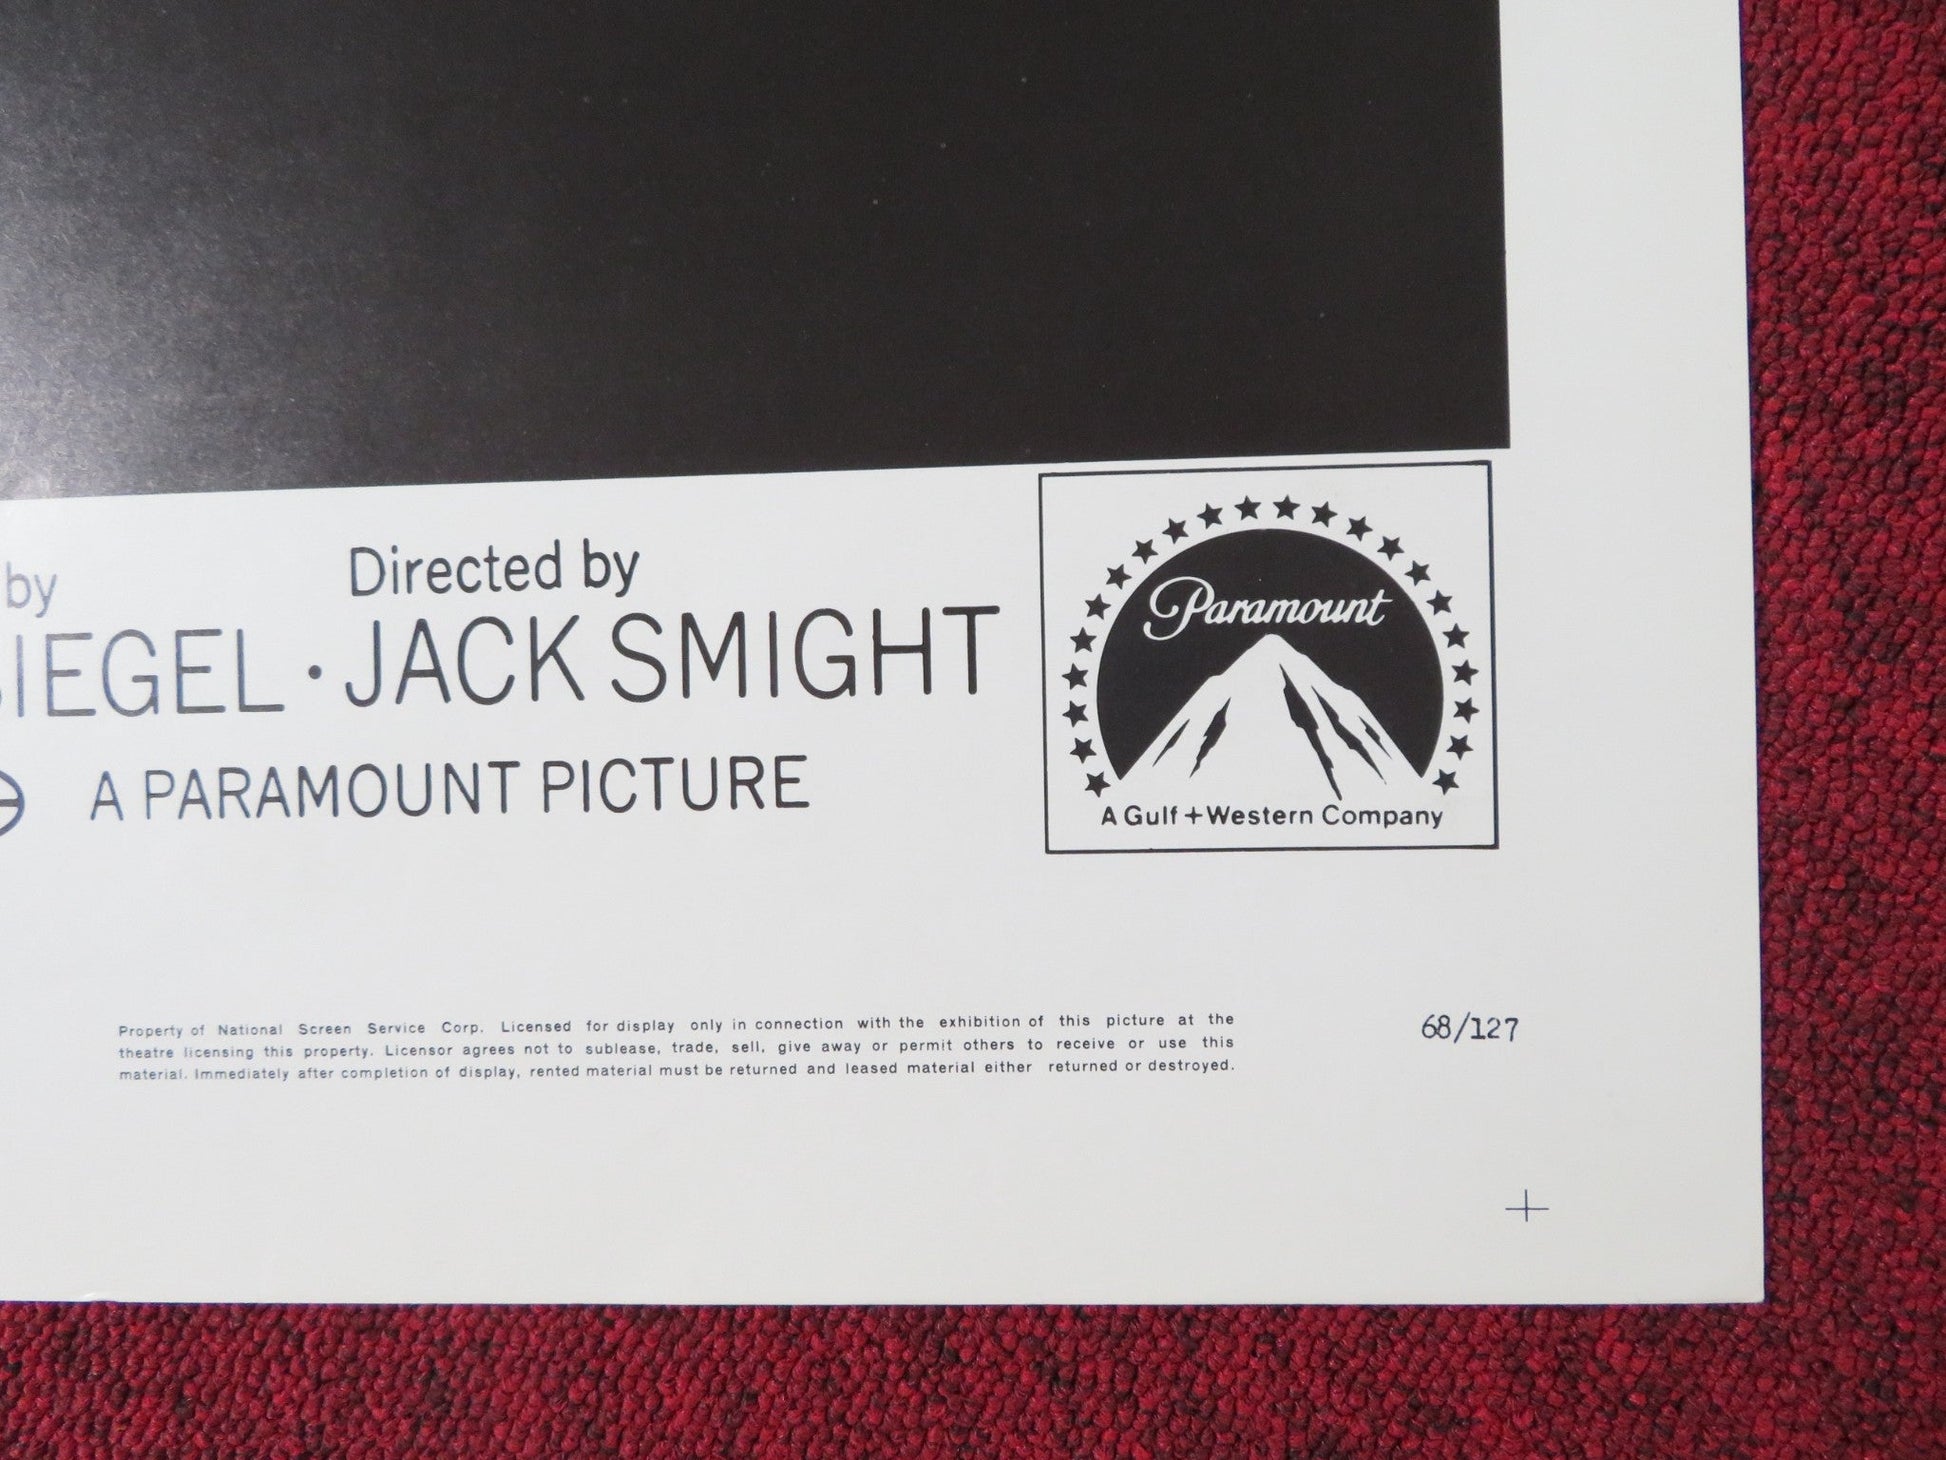 by
Directed by
SIEGEL · JACK SMIGHT
A PARAMOUNT PICTURE
Paramount
A Gulf+Western Company
Property of National Screen Service Corp. Licensed for display only in connection with the exhibition of this picture at the
theatre licensing this property. Licensor agrees not to sublease, trade, sell, give away or permit others to receive or use this
material. Immediately after completion of display, rented material must be returned and leased material either returned or destroyed.
68/127